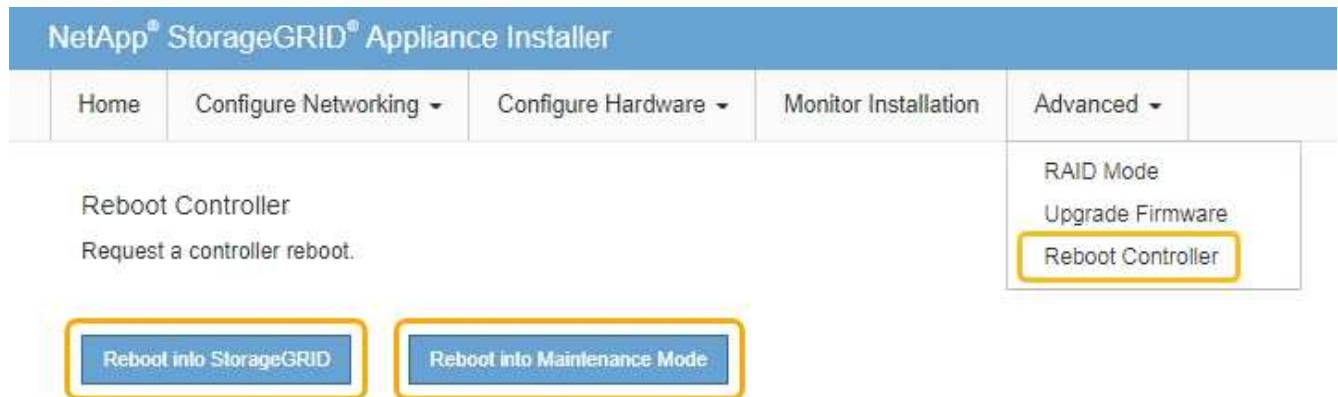 NetApp® StorageGRID® Appliance Installer
Home Configure Networking Configure Hardware Monitor Installation Advanced
RAID Mode
Upgrade Firmware
Reboot Controller
Reboot Controller
Request a controller reboot.
Reboot into StorageGRID Reboot into Maintenance Mode